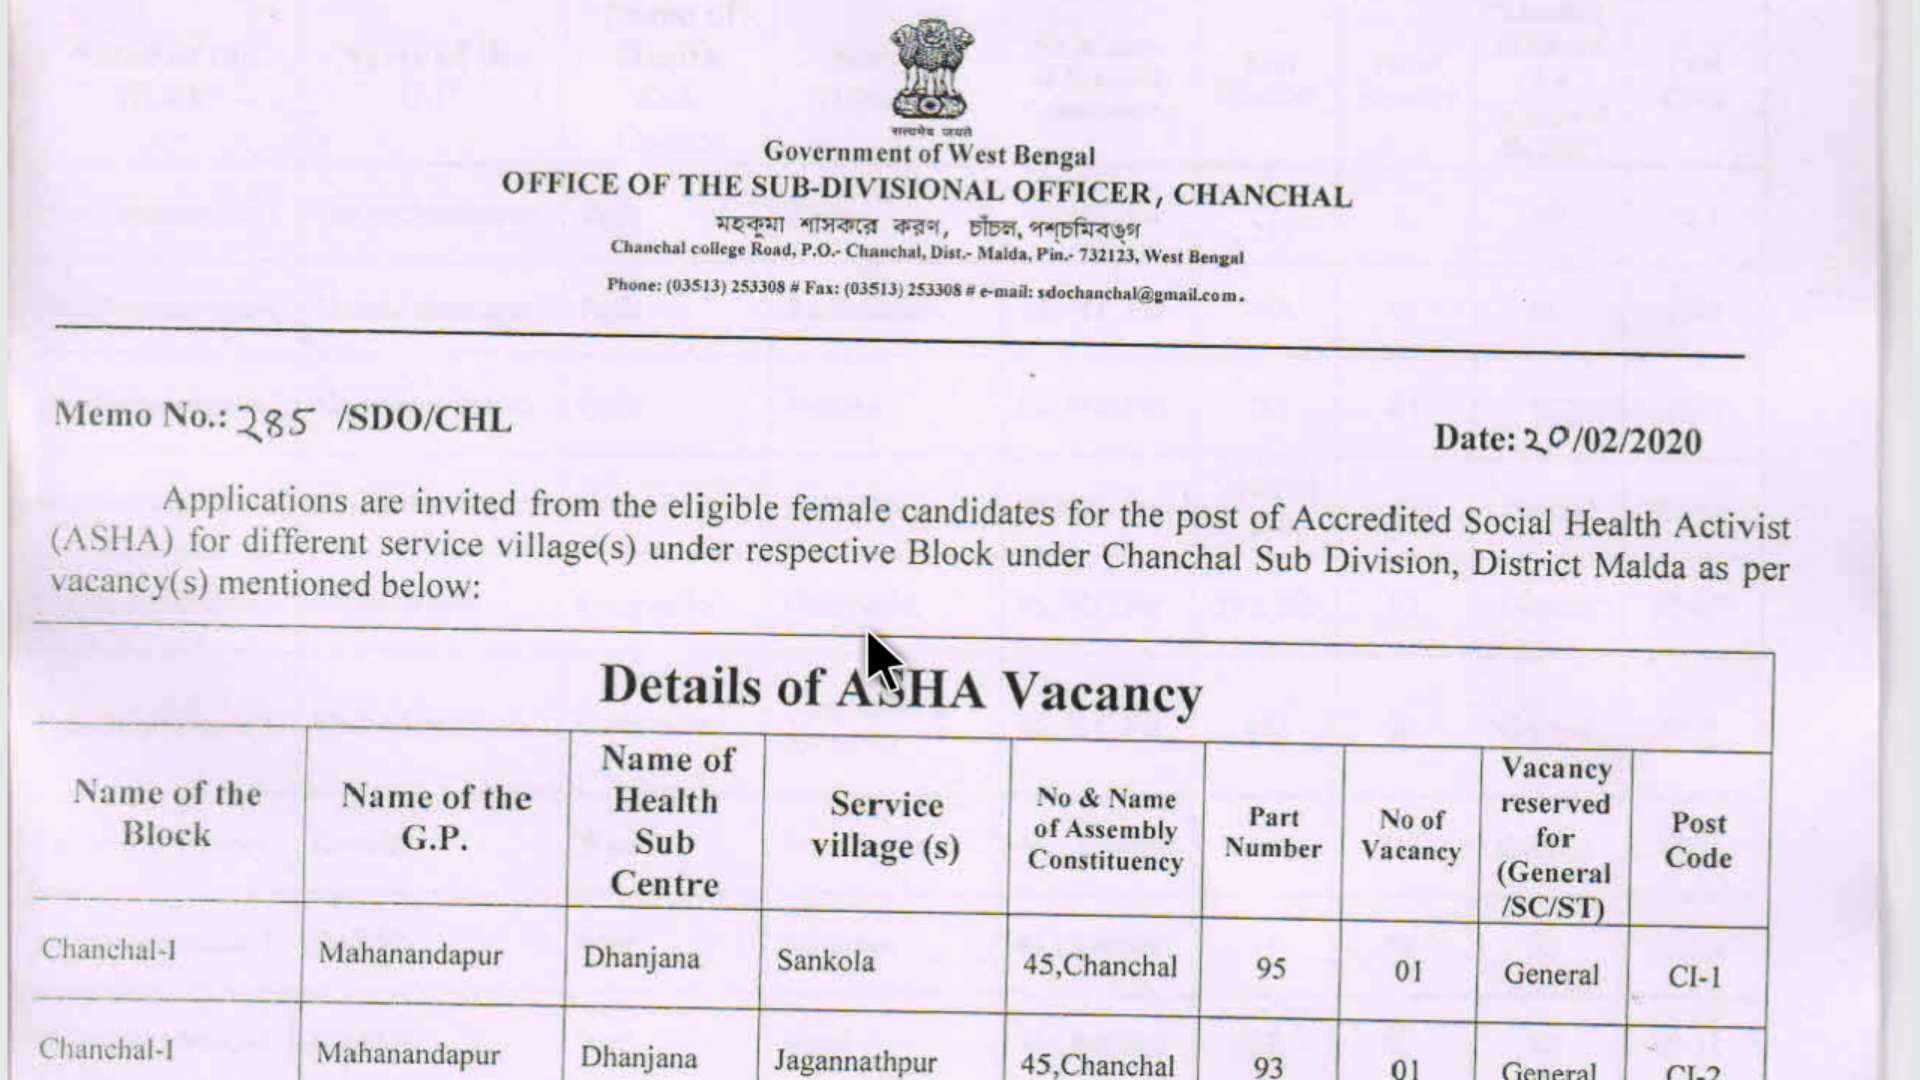 सत्यमेव जयते
Government of West Bengal
OFFICE OF THE SUB-DIVISIONAL OFFICER, CHANCHAL
মহকুমা শাসকরে করণ, চাঁচল, পশ্চমিবঙ্গ
Chanchal college Road, P.O.- Chanchal, Dist.- Malda, Pin.- 732123, West Bengal
Phone: (03513) 253308 # Fax: (03513) 253308 # e-mail: sdochanchal@gmail.com.
Memo No.: 285 /SDO/CHL Date: 20/02/2020
Applications are invited from the eligible female candidates for the post of Accredited Social Health Activist
(ASHA) for different service village(s) under respective Block under Chanchal Sub Division, District Malda as per
vacancy(s) mentioned below:
Details of ASHA Vacancy
Name of the Block Name of the G.P. Name of Health Sub Centre Service village (s) No & Name of Assembly Constituency Part Number No of Vacancy Vacancy reserved for (General /SC/ST) Post Code
Chanchal-I Mahanandapur Dhanjana Sankola 45,Chanchal 95 01 General CI-1
Chanchal-I Mahanandapur Dhanjana Jagannathpur 45,Chanchal 93 01 General CI-2